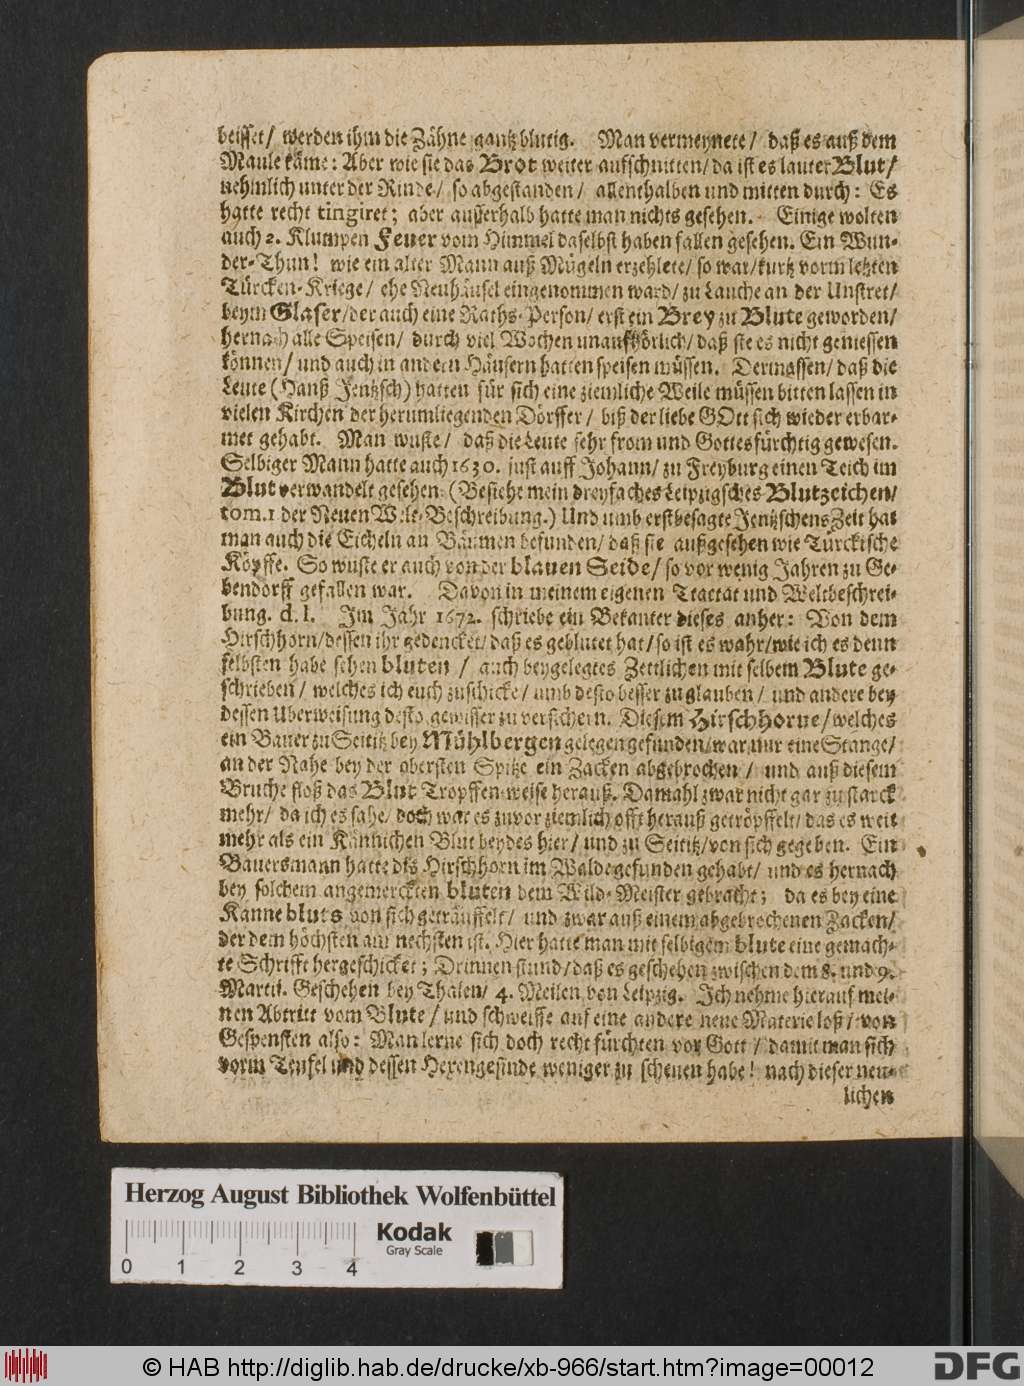 beisset/ werden ihm die Zähne gantz blutig. Man vermeynete/ daß es auß dem
Maule käme: Aber wie sie das Brot weiter aufschnitten/ da ist es lauter Blut/
nehmlich unter der Rinde/ so abgestanden/ allenthalben und mitten durch: Es
hatte recht tingiret; aber ausserhalb hatte man nichts gesehen. Einige wolten
auch 2. Klumpen Feuer vom Himmel daselbst haben fallen gesehen. Ein Wun-
der-Thun! wie ein alter Mann auß Mügeln erzehlete/ so war/ kurtz vorm letzten
Türcken-Kriege/ ehe Neuhäusel eingenommen ward/ zu Lauche an der Unstret/
beym Glaser/ der auch eine Raths-Person/ erst ein Brey zu Blute geworden/
hernach alle Speisen/ durch viel Wochen unaufhörlich/ daß sie es nicht geniessen
können/ und auch in andern Häusern hatten speisen müssen. Dermassen/ daß die
Leute (Hanß Jentzsch) hatten für sich eine ziemliche Weile müssen bitten lassen in
vielen Kirchen der herumliegenden Dörffer/ biß der liebe GOtt sich wieder erbar-
met gehabt. Man wuste/ daß die Leute sehr from und Gottesfürchtig gewesen.
Selbiger Mann hatte auch 1630. just auff Johann/ zu Freyburg einen Teich im
Blut verwandelt gesehen. (Besiehe mein dreyfaches Leipzigsches Blutzeichen/
tom.1 der Neuen Welt-Beschreibung.) Und umb erstbesagte Jentzschens Zeit hat
man auch die Eicheln an Bäumen befunden/ daß sie außgesehen wie Türckische
Köpffe. So wuste er auch von der blauen Seide/ so vor wenig Jahren zu Ge-
bendorff gefallen war. Davon in meinem eigenen Tractat und Weltbeschrei-
bung. d. l. Im Jahr 1672. schriebe ein Bekanter dieses anher: Von dem
Hirschhorn/ dessen ihr gedencket/ daß es geblutet hat/ so ist es wahr/ wie ich es denn
selbsten habe sehen bluten/ auch beygelegtes Zettlichen mit selbem Blute ge-
schrieben/ welches ich euch zuschicke/ umb desto besser zu glauben/ und andere bey
dessen Uberweisung desto gewisser zu versichern. Diesem Hirschhorne/ welches
ein Bauer zu Seititz bey Mühlbergen gelegen gefunden/ war nur eine Stange/
an der Nahe bey der obersten Spitze ein Zacken abgebrochen/ und auß diesem
Bruche floß das Blut Tropffen-weise herauß. Damahl zwar nicht gar zu starck
mehr/ da ich es sahe/ doch war es zuvor ziemlich offt herauß getröpffelt/ das es weit
mehr als ein Kännichen Blut beydes hier/ und zu Seititz/ von sich gegeben. Ein
Bauersmann hatte diß Hirschhorn im Walde gefunden gehabt/ und es hernach
bey solchem angemerckten bluten dem Wild-Meister gebracht; da es bey eine
Kanne bluts von sich geträuffelt/ und zwar auß einem abgebrochenen Zacken/
der dem höchsten am nechsten ist. Hier hatte man mit selbigem blute eine gemach-
te Schrifft hergeschicket; Drinnen stund/ daß es geschehen zwischen dem 8. und 9.
Martii. Geschehen bey Thalen/ 4. Meilen von Leipzig. Ich nehme hierauf mei-
nen Abtritt vom Blute/ und schweiffe auf eine andere neue Materie loß/ von
Gespensten also: Man lerne sich doch recht fürchten vor Gott/ damit man sich
vorm Teufel und dessen Hexengesinde weniger zu scheuen habe! nach dieser neu-
lichen
Herzog August Bibliothek Wolfenbüttel
Kodak
Gray Scale
0 1 2 3 4
© HAB http://diglib.hab.de/drucke/xb-966/start.htm?image=00012
DFG